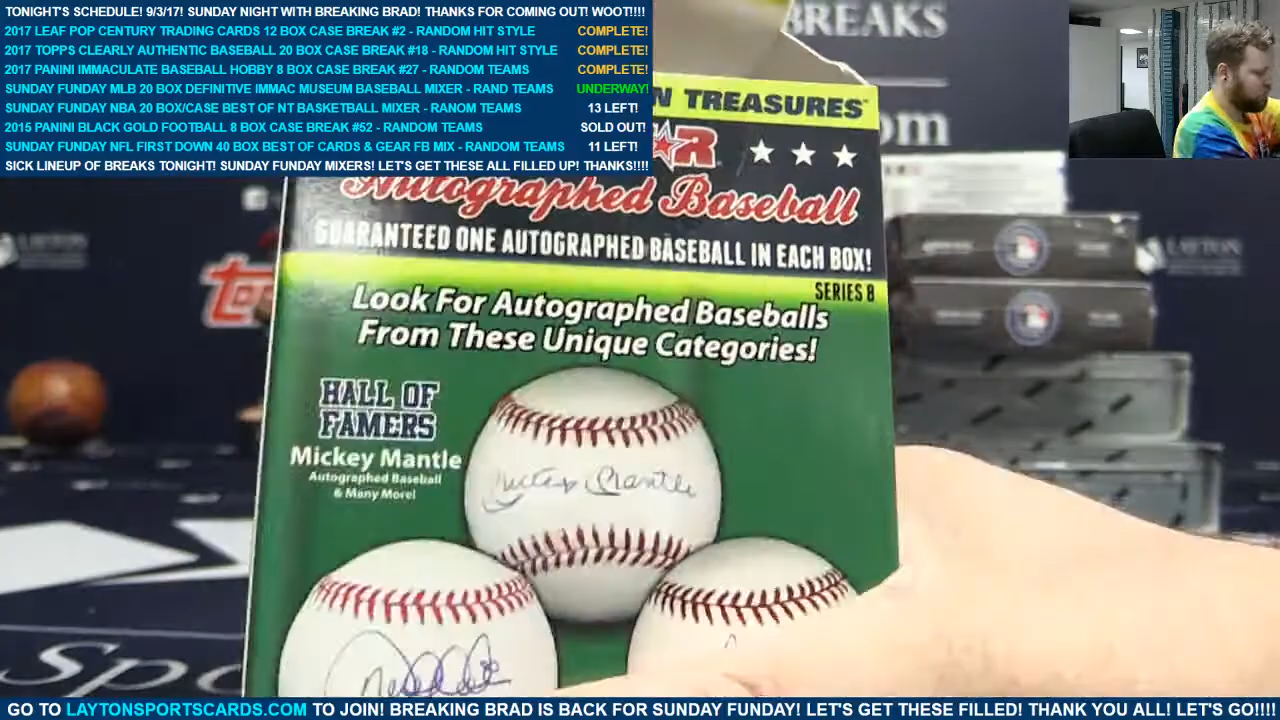 TONIGHT'S SCHEDULE! 9/3/17! SUNDAY NIGHT WITH BREAKING BRAD! THANKS FOR COMING OUT! WOOT!!!!
2017 LEAF POP CENTURY TRADING CARDS 12 BOX CASE BREAK #2 - RANDOM HIT STYLE COMPLETE!
2017 TOPPS CLEARLY AUTHENTIC BASEBALL 20 BOX CASE BREAK #18 - RANDOM HIT STYLE COMPLETE!
2017 PANINI IMMACULATE BASEBALL HOBBY 8 BOX CASE BREAK #27 - RANDOM TEAMS COMPLETE!
SUNDAY FUNDAY MLB 20 BOX DEFINITIVE IMMAC MUSEUM BASEBALL MIXER - RAND TEAMS UNDERWAY!
SUNDAY FUNDAY NBA 20 BOX/CASE BEST OF NT BASKETBALL MIXER - RANOM TEAMS 13 LEFT!
2015 PANINI BLACK GOLD FOOTBALL 8 BOX CASE BREAK #52 - RANDOM TEAMS SOLD OUT!
SUNDAY FUNDAY NFL FIRST DOWN 40 BOX BEST OF CARDS & GEAR FB MIX - RANDOM TEAMS 11 LEFT!
SICK LINEUP OF BREAKS TONIGHT! SUNDAY FUNDAY MIXERS! LET'S GET THESE ALL FILLED UP! THANKS!!!!
BREAKS
TREASURES
Autographed Baseball
GUARANTEED ONE AUTOGRAPHED BASEBALL IN EACH BOX!
SERIES 8
Look For Autographed Baseballs
From These Unique Categories!
HALL OF
FAMERS
Mickey Mantle
Autographed Baseball
& Many More!
Mickey Mantle
LAYTON
LAYTON
GO TO LAYTONSPORTSCARDS.COM TO JOIN! BREAKING BRAD IS BACK FOR SUNDAY FUNDAY! LET'S GET THESE FILLED! THANK YOU ALL! LET'S GO!!!!